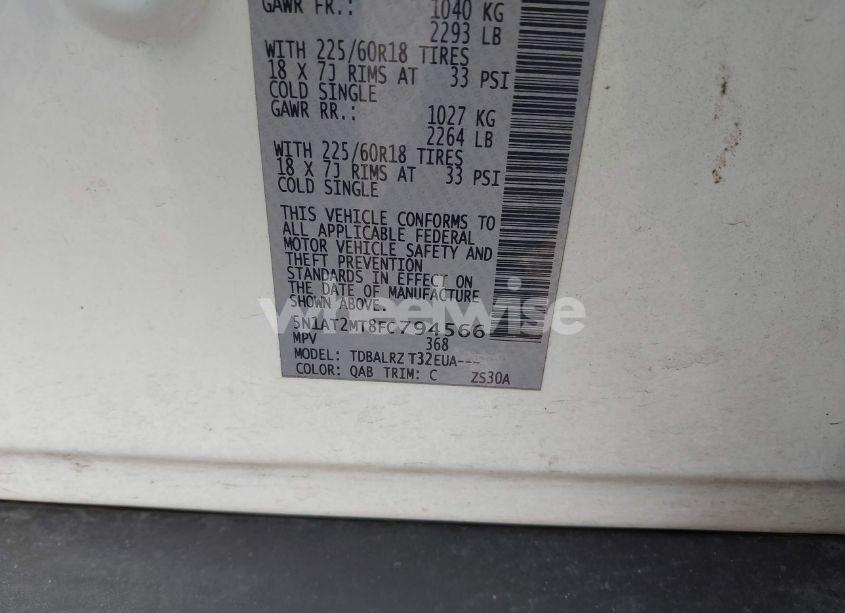 GAWR FR.: 1040 KG
2293 LB
WITH 225/60R18 TIRES
18 X 7J RIMS AT 33 PSI
COLD SINGLE
GAWR RR.: 1027 KG
2264 LB
WITH 225/60R18 TIRES
18 X 7J RIMS AT 33 PSI
COLD SINGLE
THIS VEHICLE CONFORMS TO
ALL APPLICABLE FEDERAL
MOTOR VEHICLE SAFETY AND
THEFT PREVENTION
STANDARDS IN EFFECT ON
THE DATE OF MANUFACTURE
SHOWN ABOVE.
wheelwise
5N1AT2MT8FC794566
MPV 368
MODEL: TDBALRZ T32EUA---
COLOR: QAB TRIM: C ZS30A